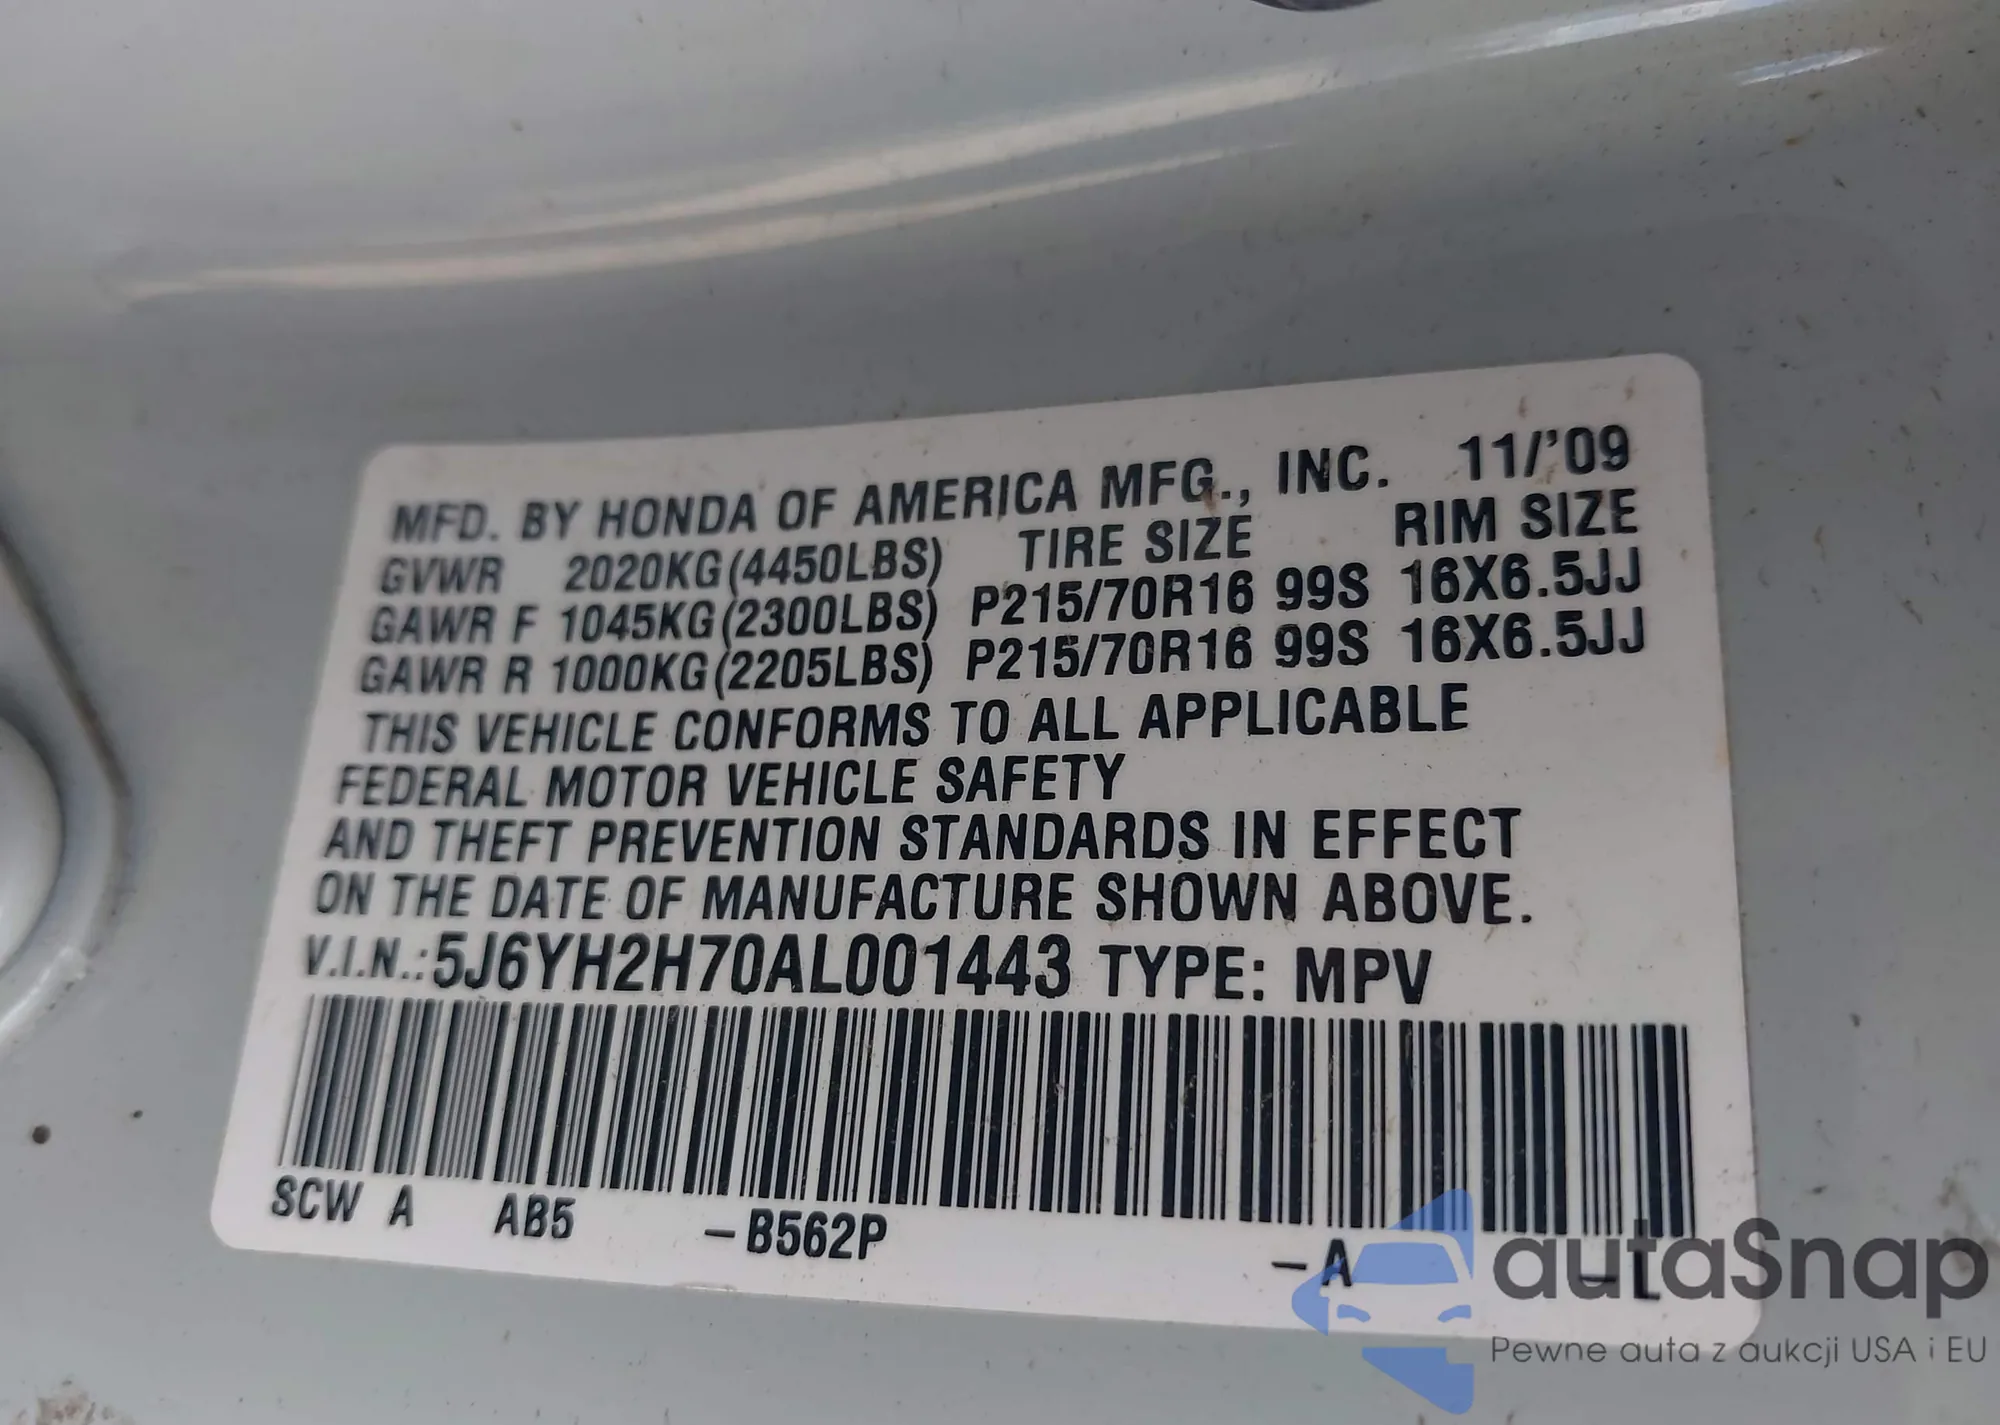 MFD. BY HONDA OF AMERICA MFG., INC. 11/'09
GVWR 2020KG(4450LBS) TIRE SIZE RIM SIZE
GAWR F 1045KG(2300LBS) P215/70R16 99S 16X6.5JJ
GAWR R 1000KG(2205LBS) P215/70R16 99S 16X6.5JJ
THIS VEHICLE CONFORMS TO ALL APPLICABLE
FEDERAL MOTOR VEHICLE SAFETY
AND THEFT PREVENTION STANDARDS IN EFFECT
ON THE DATE OF MANUFACTURE SHOWN ABOVE.
V.I.N.:5J6YH2H70AL001443 TYPE: MPV
SCW A AB5 –B562P –A –L
autaSnap
Pewne auta z aukcji USA i EU